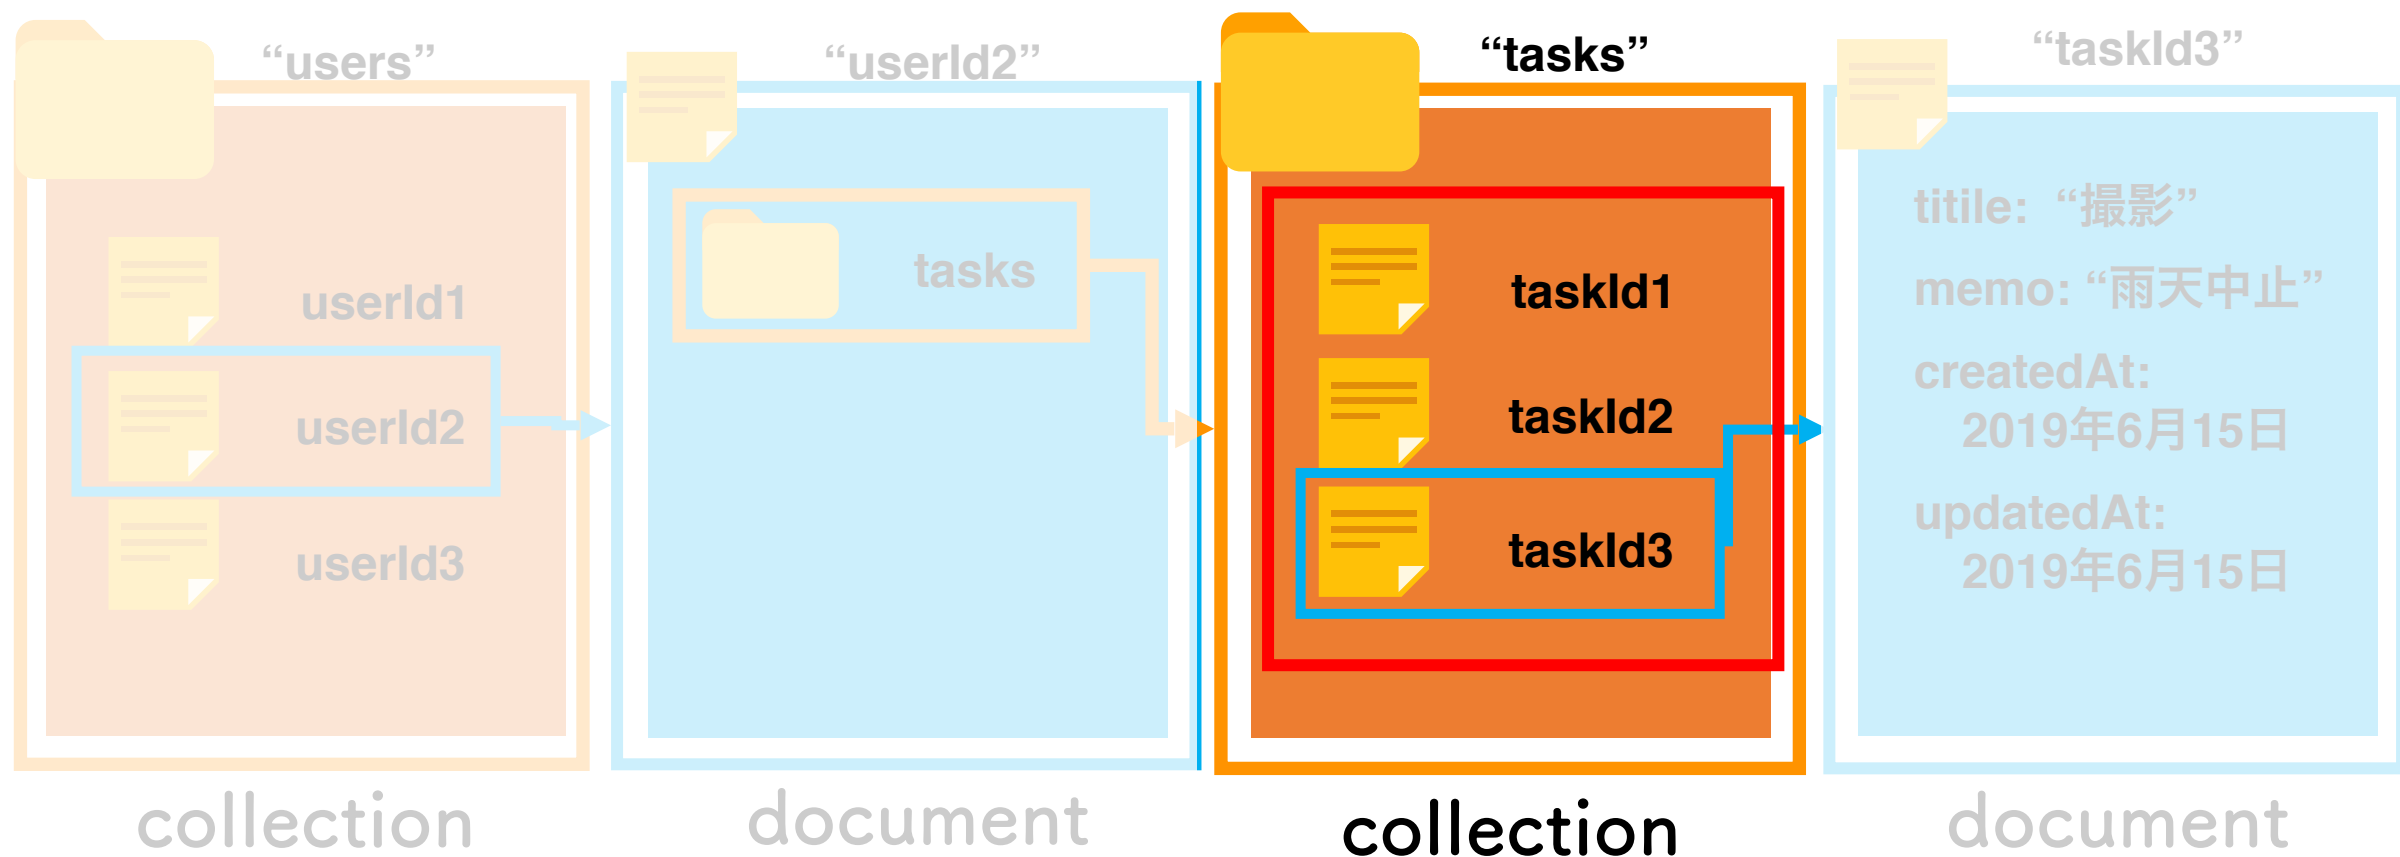 “users”
userId1
userId2
userId3
collection
“userId2”
tasks
document
“tasks”
taskId1
taskId2
taskId3
collection
“taskId3”
titile: “撮影”
memo: “雨天中止”
createdAt:
2019年6月15日
updatedAt:
2019年6月15日
document